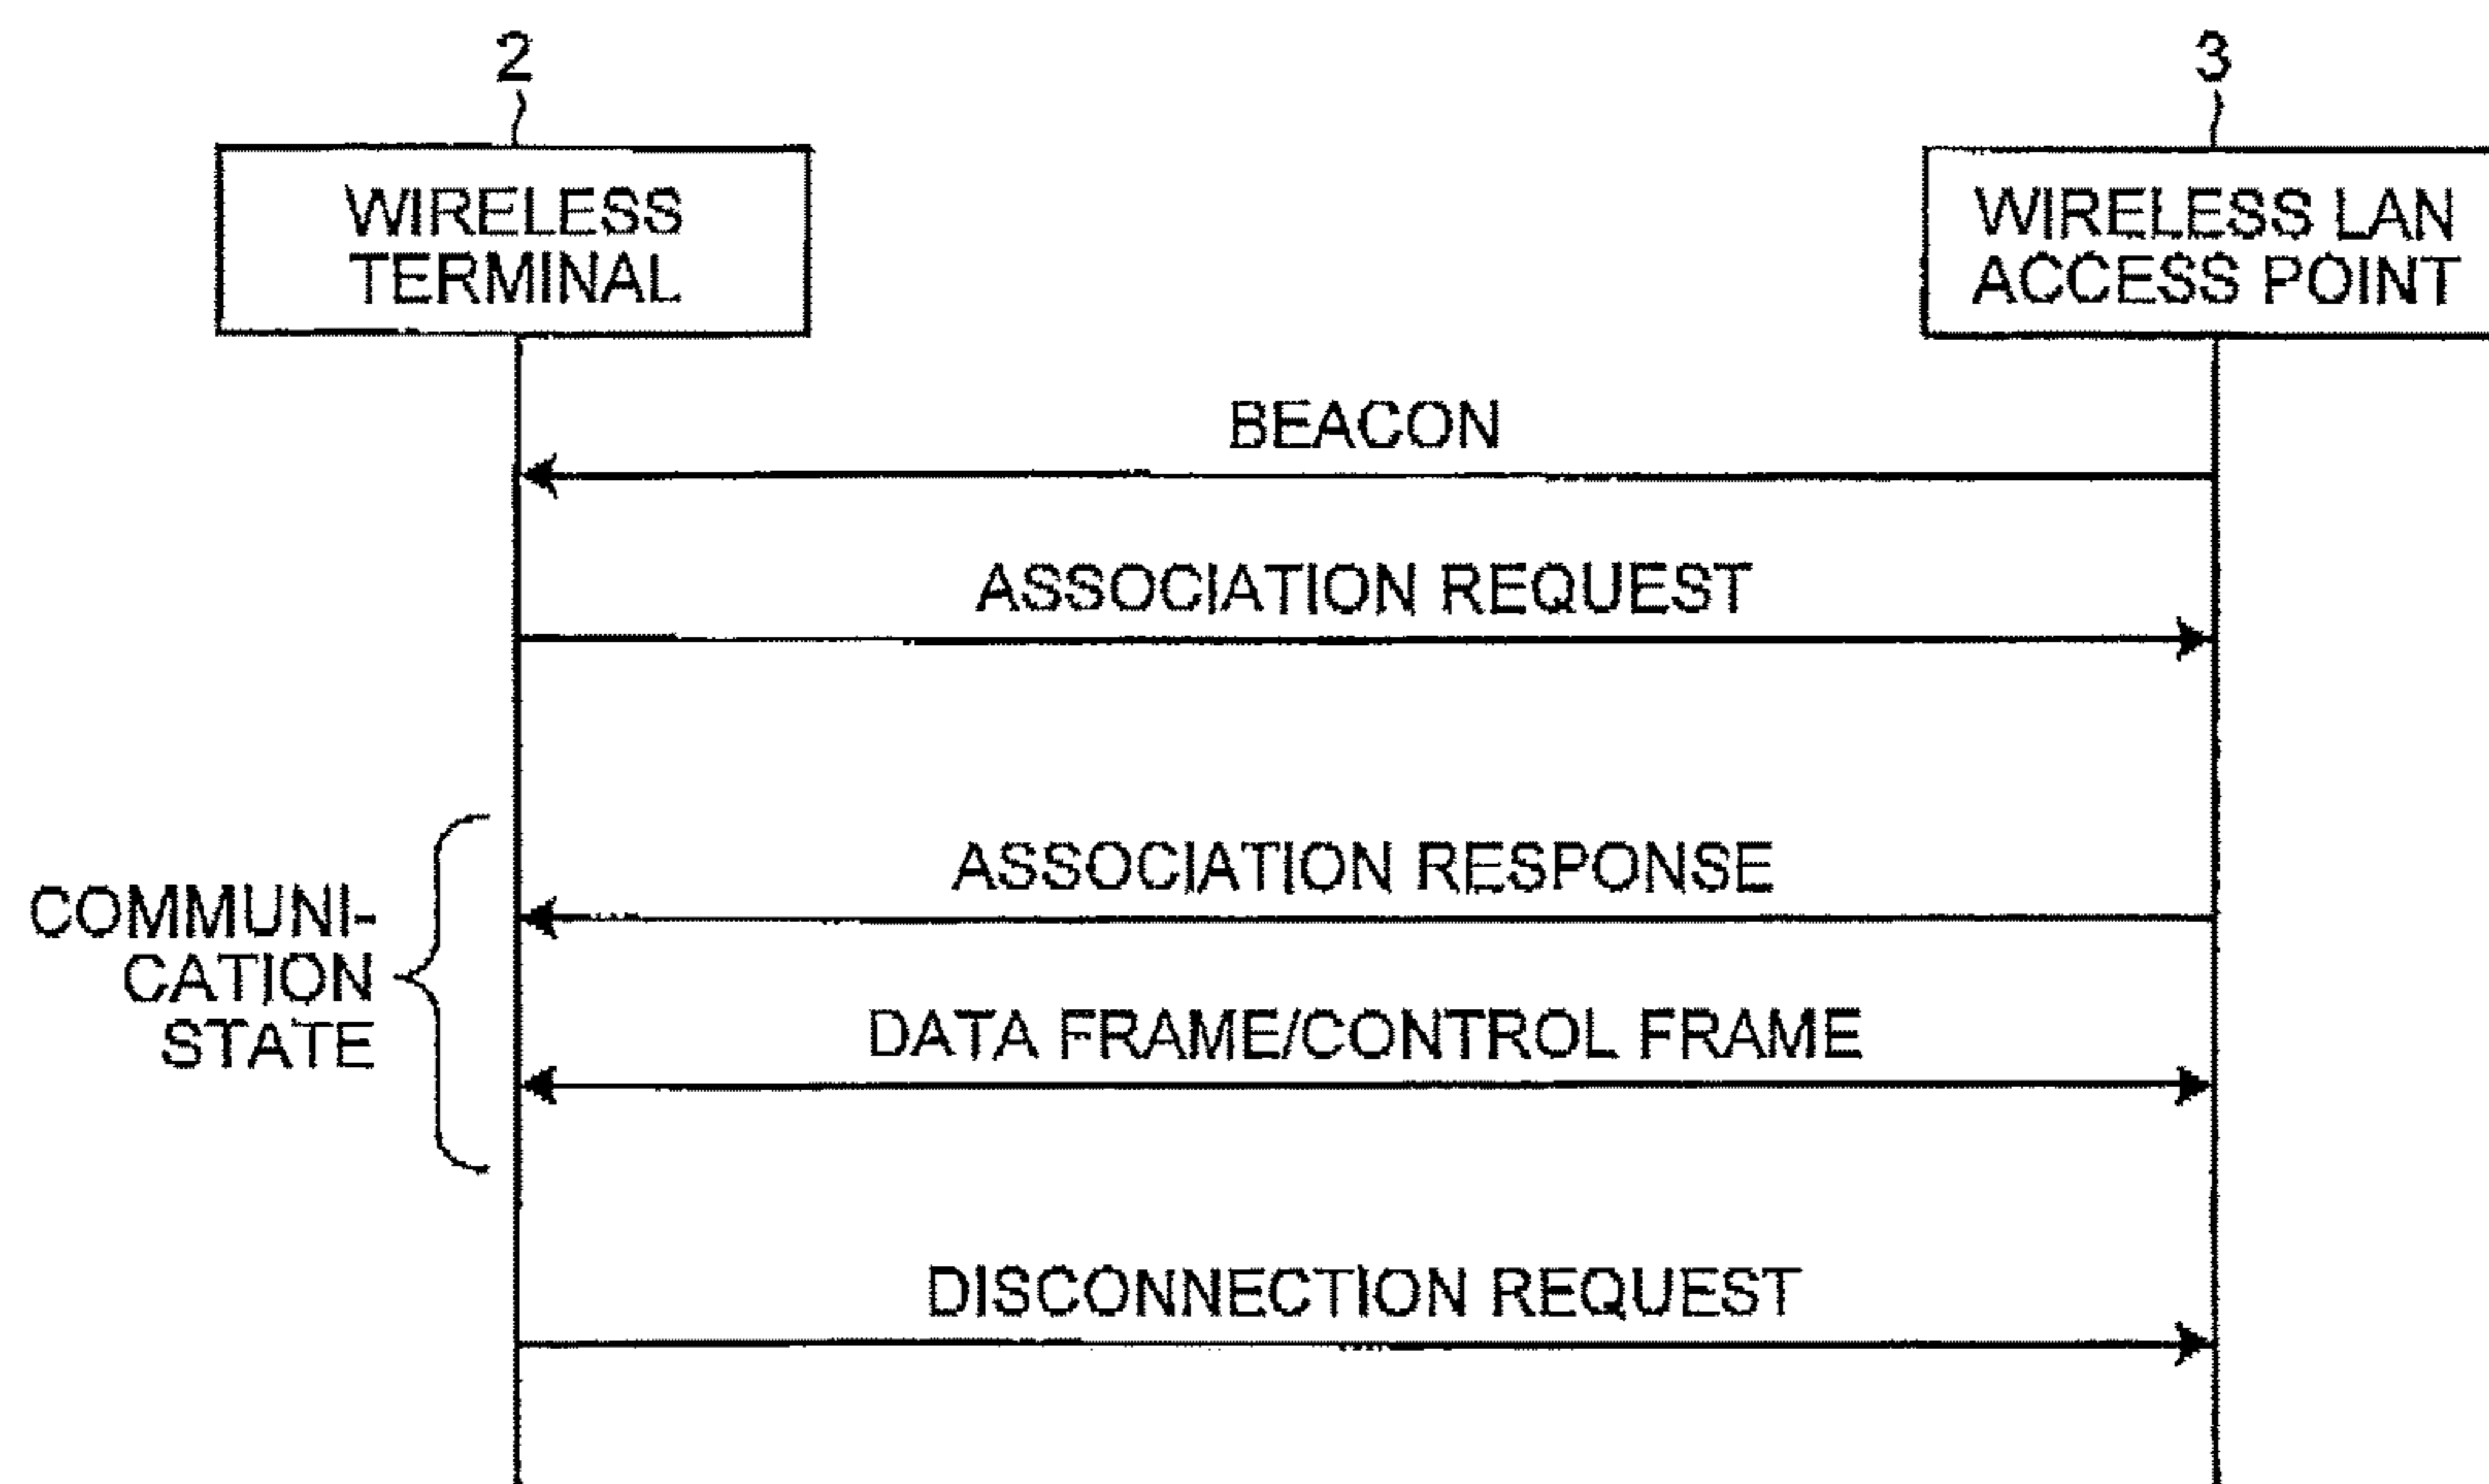 2
3
WIRELESS
TERMINAL
WIRELESS LAN
ACCESS POINT
BEACON
ASSOCIATION REQUEST
ASSOCIATION RESPONSE
COMMUNI-
CATION
STATE
DATA FRAME/CONTROL FRAME
DISCONNECTION REQUEST